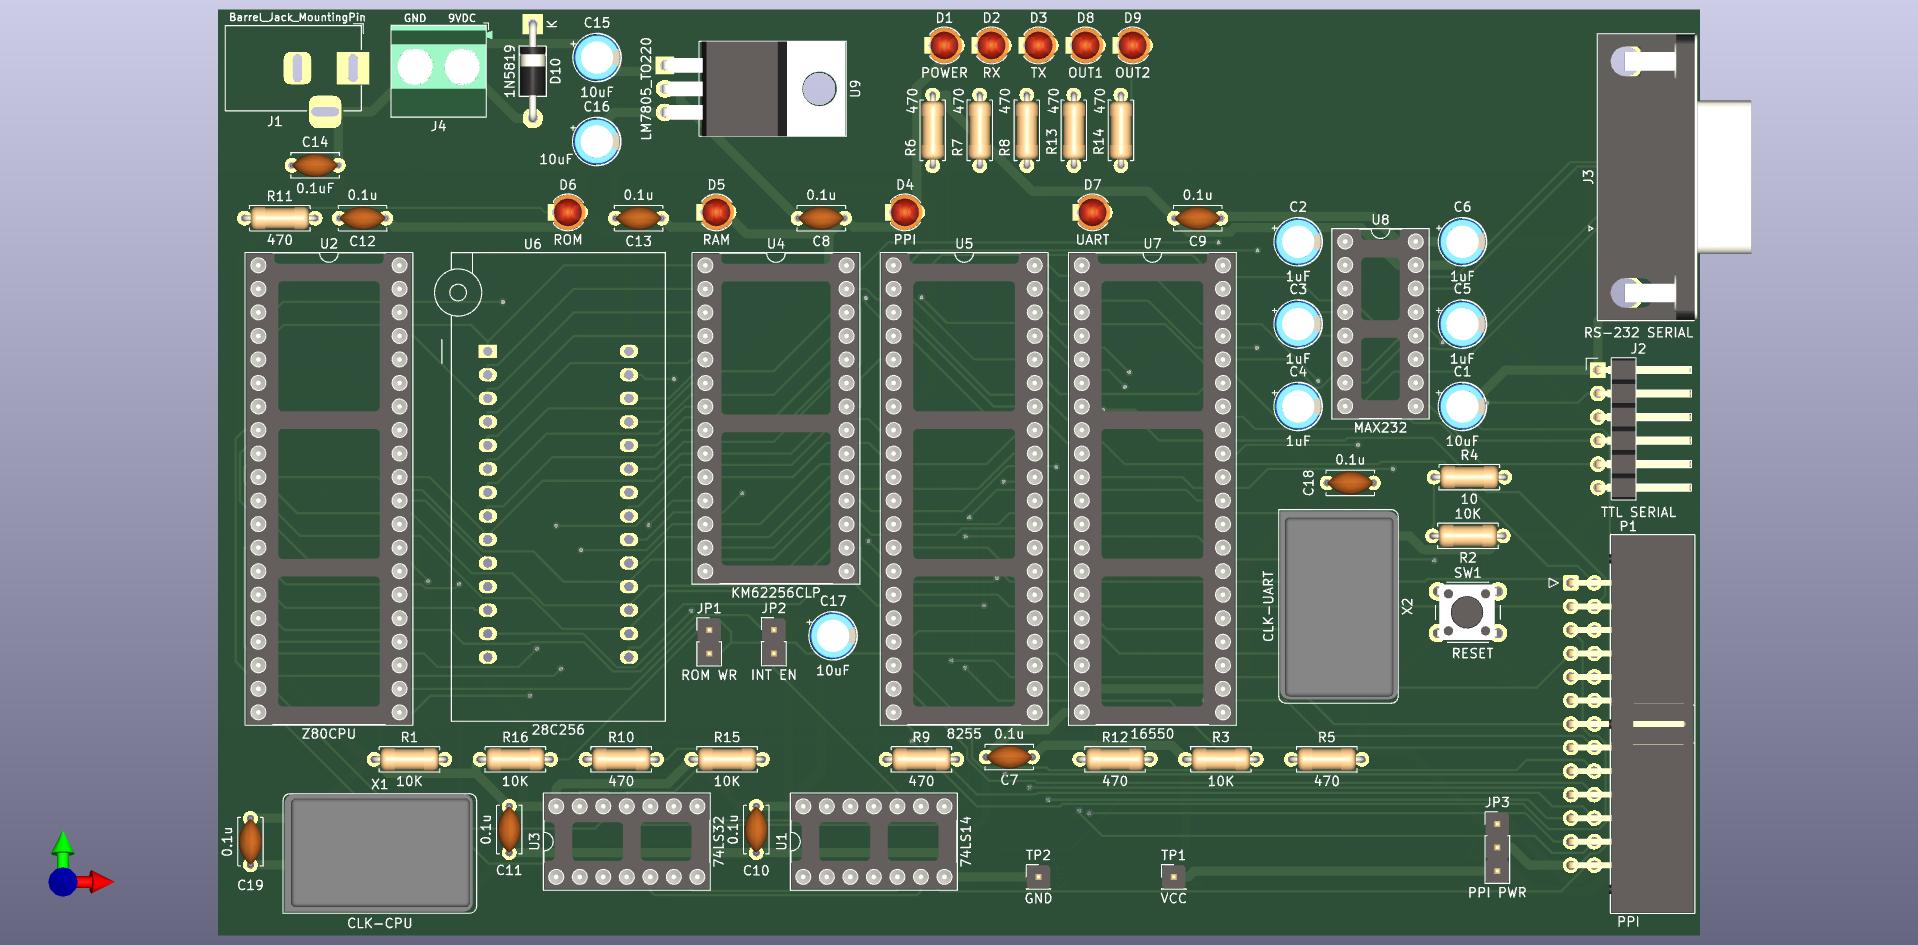 Barrel_Jack_MountingPin
GND 9VDC
K
C15
D1 D2 D3 D8 D9
POWER RX TX OUT1 OUT2
1N5819
D10
10uF
C16
10uF
LM7805_TO220
U9
J1
J4
C14
0.1uF
470 470 470 470 470
R6 R7 R8 R13 R14
J3
R11
470
0.1u
C12
D6
ROM
0.1u
C13
D5
RAM
0.1u
C8
D4
PPI
D7
UART
0.1u
C9
C2
1uF
C3
1uF
C4
1uF
U8
MAX232
C6
1uF
C5
1uF
C1
10uF
RS-232 SERIAL
J2
TTL SERIAL
P1
U2
Z80CPU
U6
28C256
U4
KM62256CLP
U5
8255
U7
16550
0.1u
C18
R4
10
10K
R2
SW1
RESET
CLK-UART
X2
JP1
ROM WR
JP2
INT EN
C17
10uF
R1
10K
R16
10K
R10
470
R15
10K
R9
470
0.1u
C7
R12
470
R3
10K
R5
470
X1
CLK-CPU
0.1u
C19
0.1u
C11
U3
74LS32
0.1u
C10
U1
74LS14
TP2
GND
TP1
VCC
JP3
PPI PWR
PPI